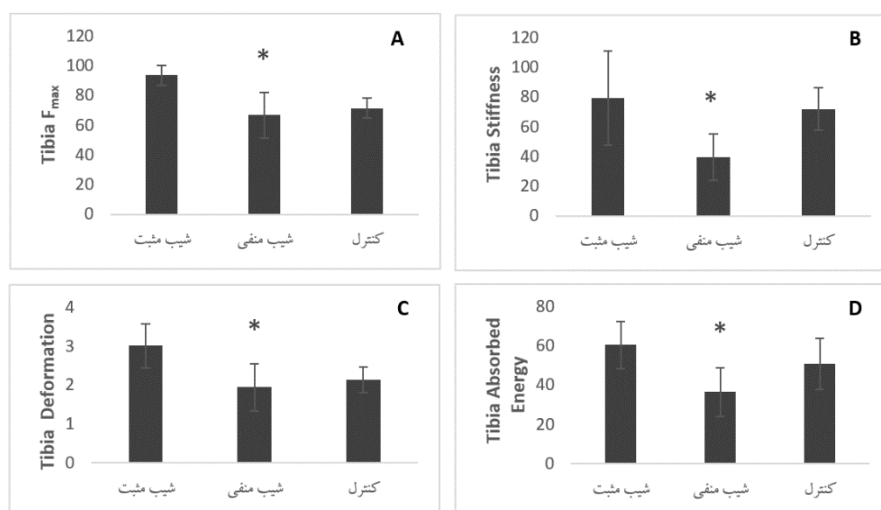 A
120
100
80
60
40
20
0
Tibia Fmax
*
شیب مثبت
شیب منفی
کنترل
B
120
100
80
60
40
20
0
Tibia Stiffness
*
شیب مثبت
شیب منفی
کنترل
C
4
3
2
1
0
Tibia Deformation
*
شیب مثبت
شیب منفی
کنترل
D
80
60
40
20
0
Tibia Absorbed
Energy
*
شیب مثبت
شیب منفی
کنترل